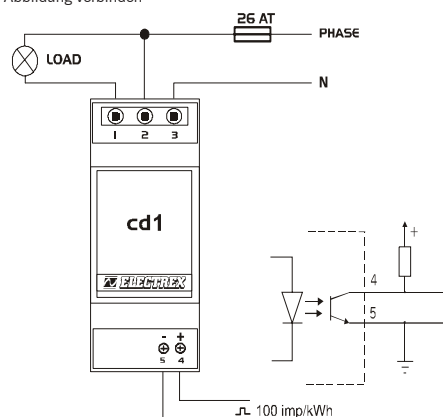 Abbildung verbinden
26 AT
PHASE
LOAD
N
1 2 3
cd1
ELECTREX
- +
5 4
4
5
+
100 imp/kWh